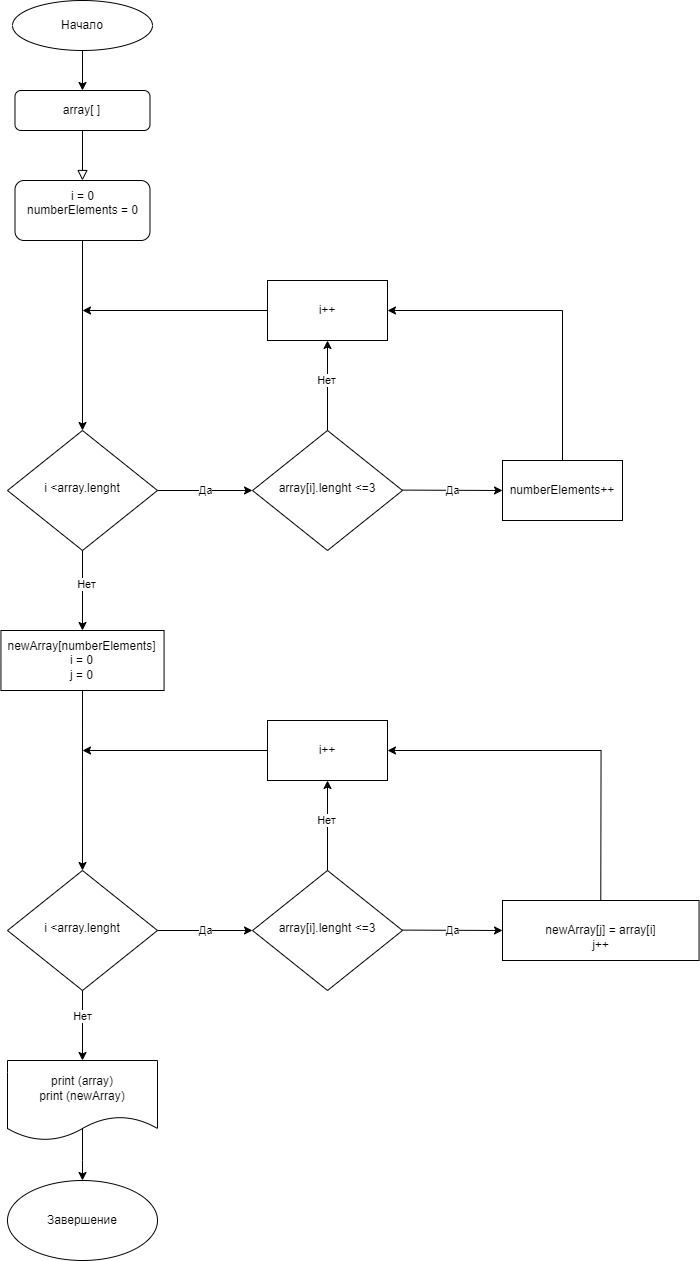 Начало
array[ ]
i = 0
numberElements = 0
i++
Нет
i <array.lenght
Да
array[i].lenght <=3
Да
numberElements++
Нет
newArray[numberElements]
i = 0
j = 0
i++
Нет
i <array.lenght
Да
array[i].lenght <=3
Да
newArray[j] = array[i]
j++
Нет
print (array)
print (newArray)
Завершение